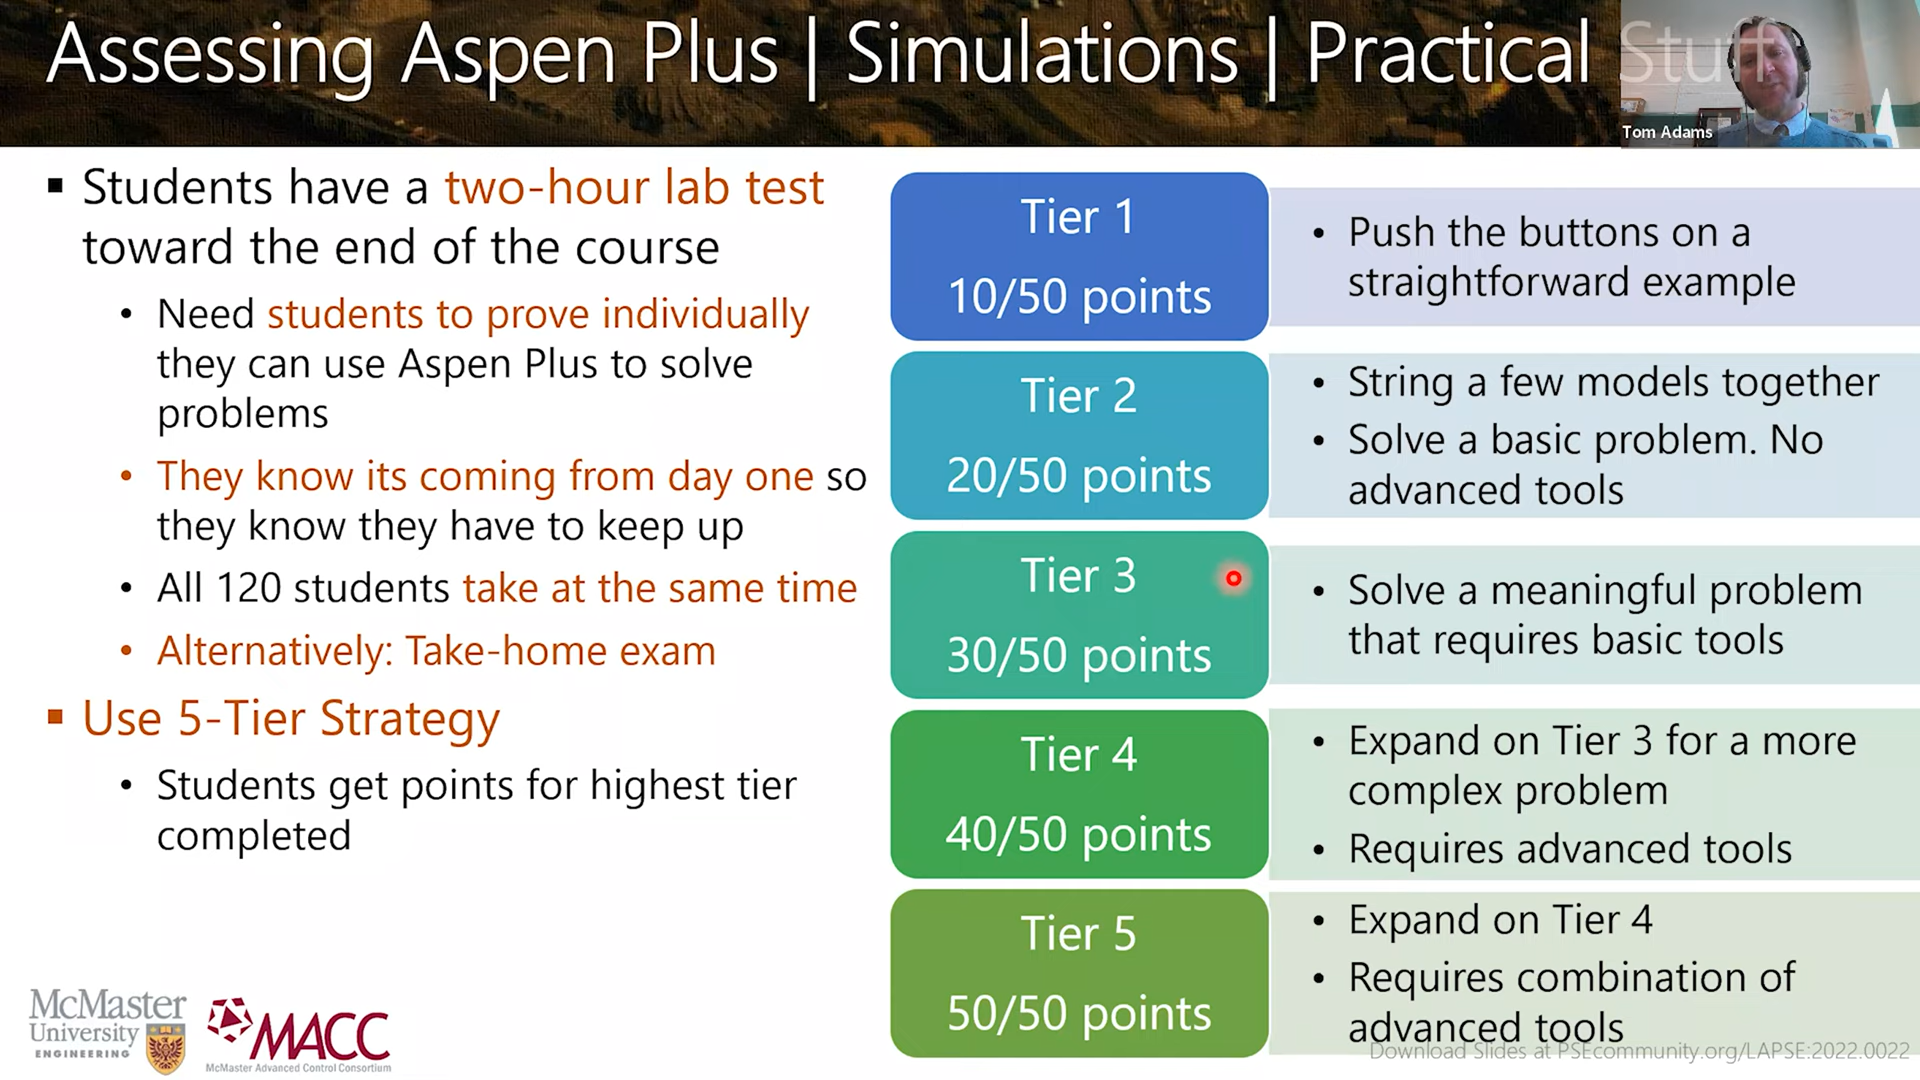 Assessing Aspen Plus | Simulations | Practical Stuff
Tom Adams
▪ Students have a two-hour lab test
toward the end of the course
• Need students to prove individually
they can use Aspen Plus to solve
problems
• They know its coming from day one so
they know they have to keep up
• All 120 students take at the same time
• Alternatively: Take-home exam
▪ Use 5-Tier Strategy
• Students get points for highest tier
completed
Tier 1
10/50 points
• Push the buttons on a
straightforward example
Tier 2
20/50 points
• String a few models together
• Solve a basic problem. No
advanced tools
Tier 3
30/50 points
• Solve a meaningful problem
that requires basic tools
Tier 4
40/50 points
• Expand on Tier 3 for a more
complex problem
• Requires advanced tools
Tier 5
50/50 points
• Expand on Tier 4
• Requires combination of
advanced tools
McMaster
University
ENGINEERING
MACC
McMaster Advanced Control Consortium
Download Slides at PSEcommunity.org/LAPSE:2022.0022